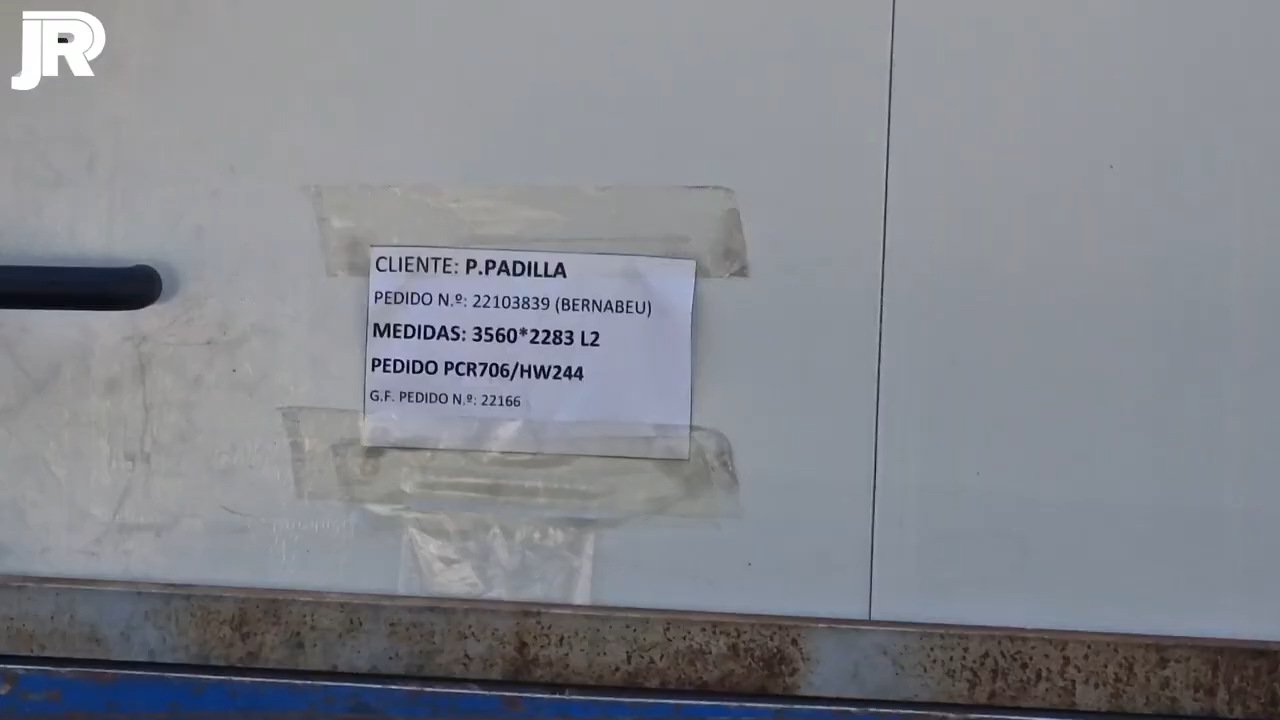 JR
CLIENTE: P.PADILLA
PEDIDO N.º: 22103839 (BERNABEU)
MEDIDAS: 3560*2283 L2
PEDIDO PCR706/HW244
G.F. PEDIDO N.º: 22166